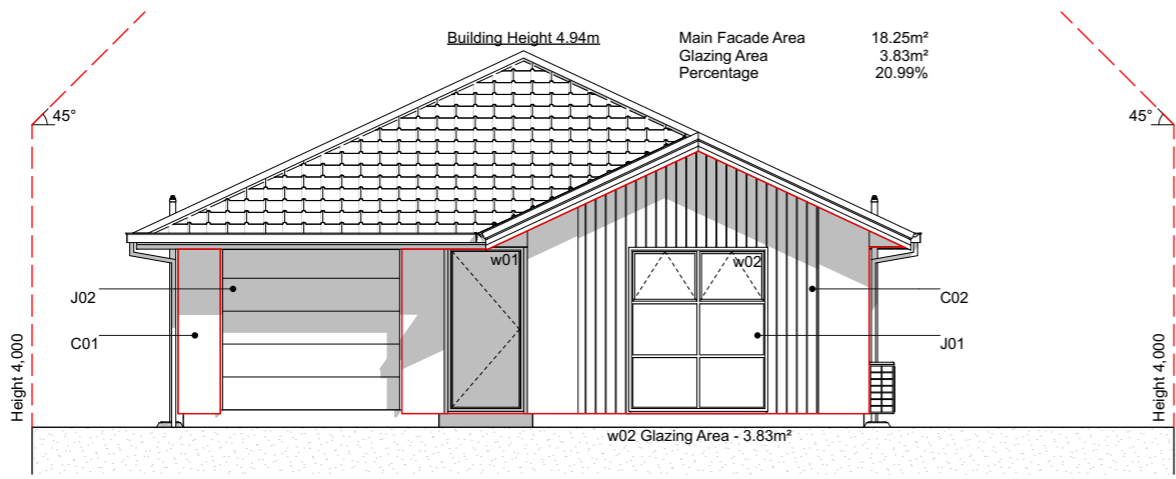 Building Height 4.94m
Main Facade Area 18.25m²
Glazing Area 3.83m²
Percentage 20.99%
45°
45°
w01
w02
J02
C02
C01
J01
Height 4,000
Height 4,000
w02 Glazing Area - 3.83m²